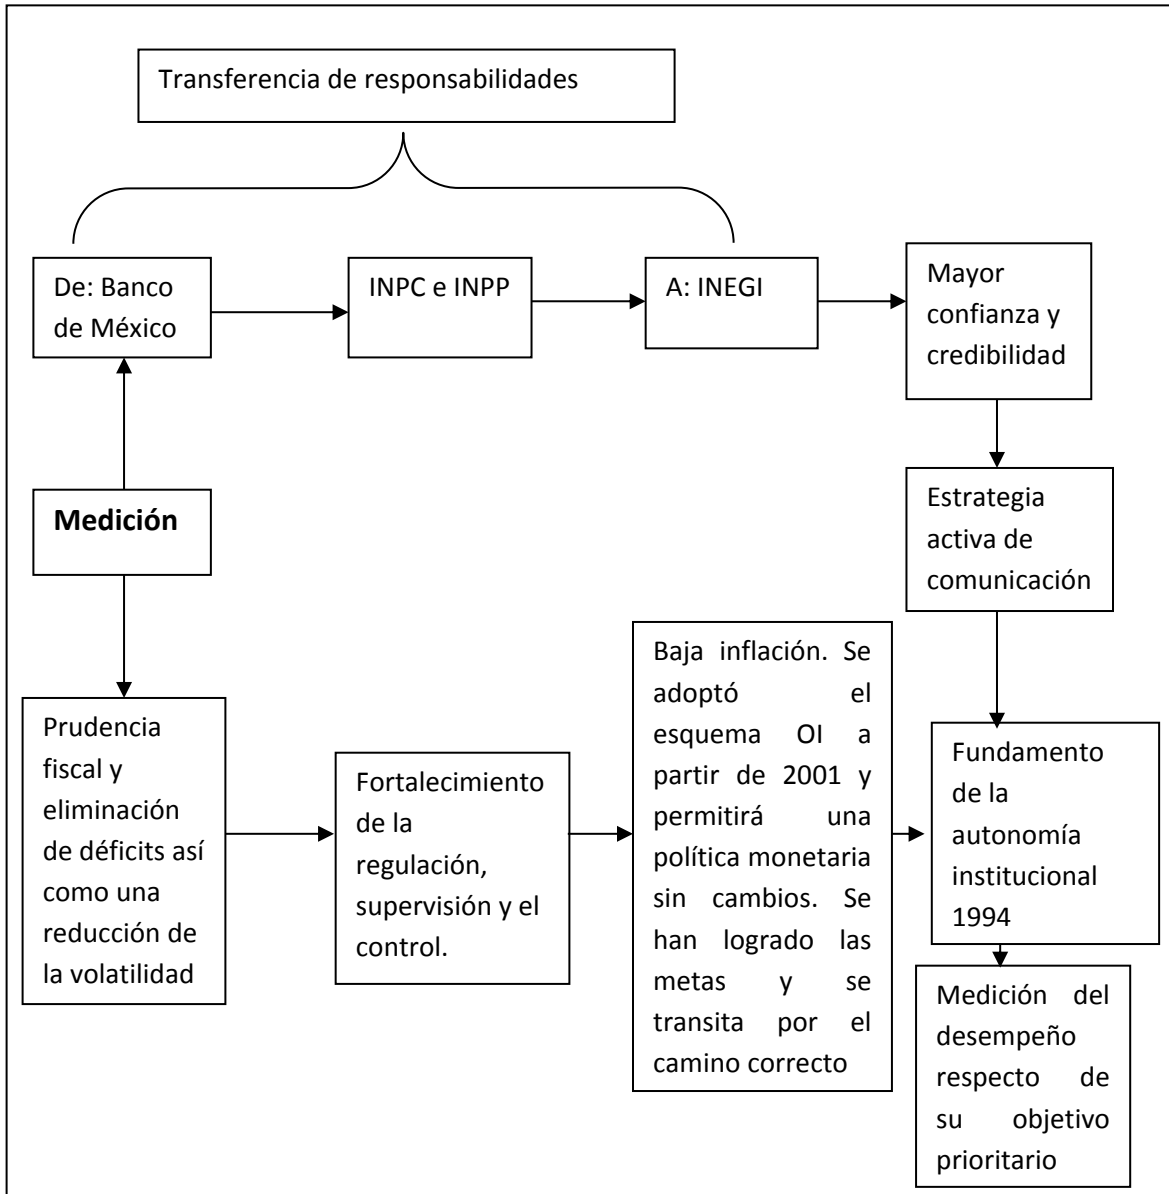 Transferencia de responsabilidades
De: Banco
de México
INPC e INPP
A: INEGI
Mayor
confianza y
credibilidad
Medición
Estrategia
activa de
comunicación
Prudencia
fiscal y
eliminación
de déficits así
como una
reducción de
la volatilidad
Fortalecimiento
de la
regulación,
supervisión y el
control.
Baja inflación. Se
adoptó el
esquema OI a
partir de 2001 y
permitirá una
política monetaria
sin cambios. Se
han logrado las
metas y se
transita por el
camino correcto
Fundamento
de la
autonomía
institucional
1994
Medición del
desempeño
respecto de
su objetivo
prioritario